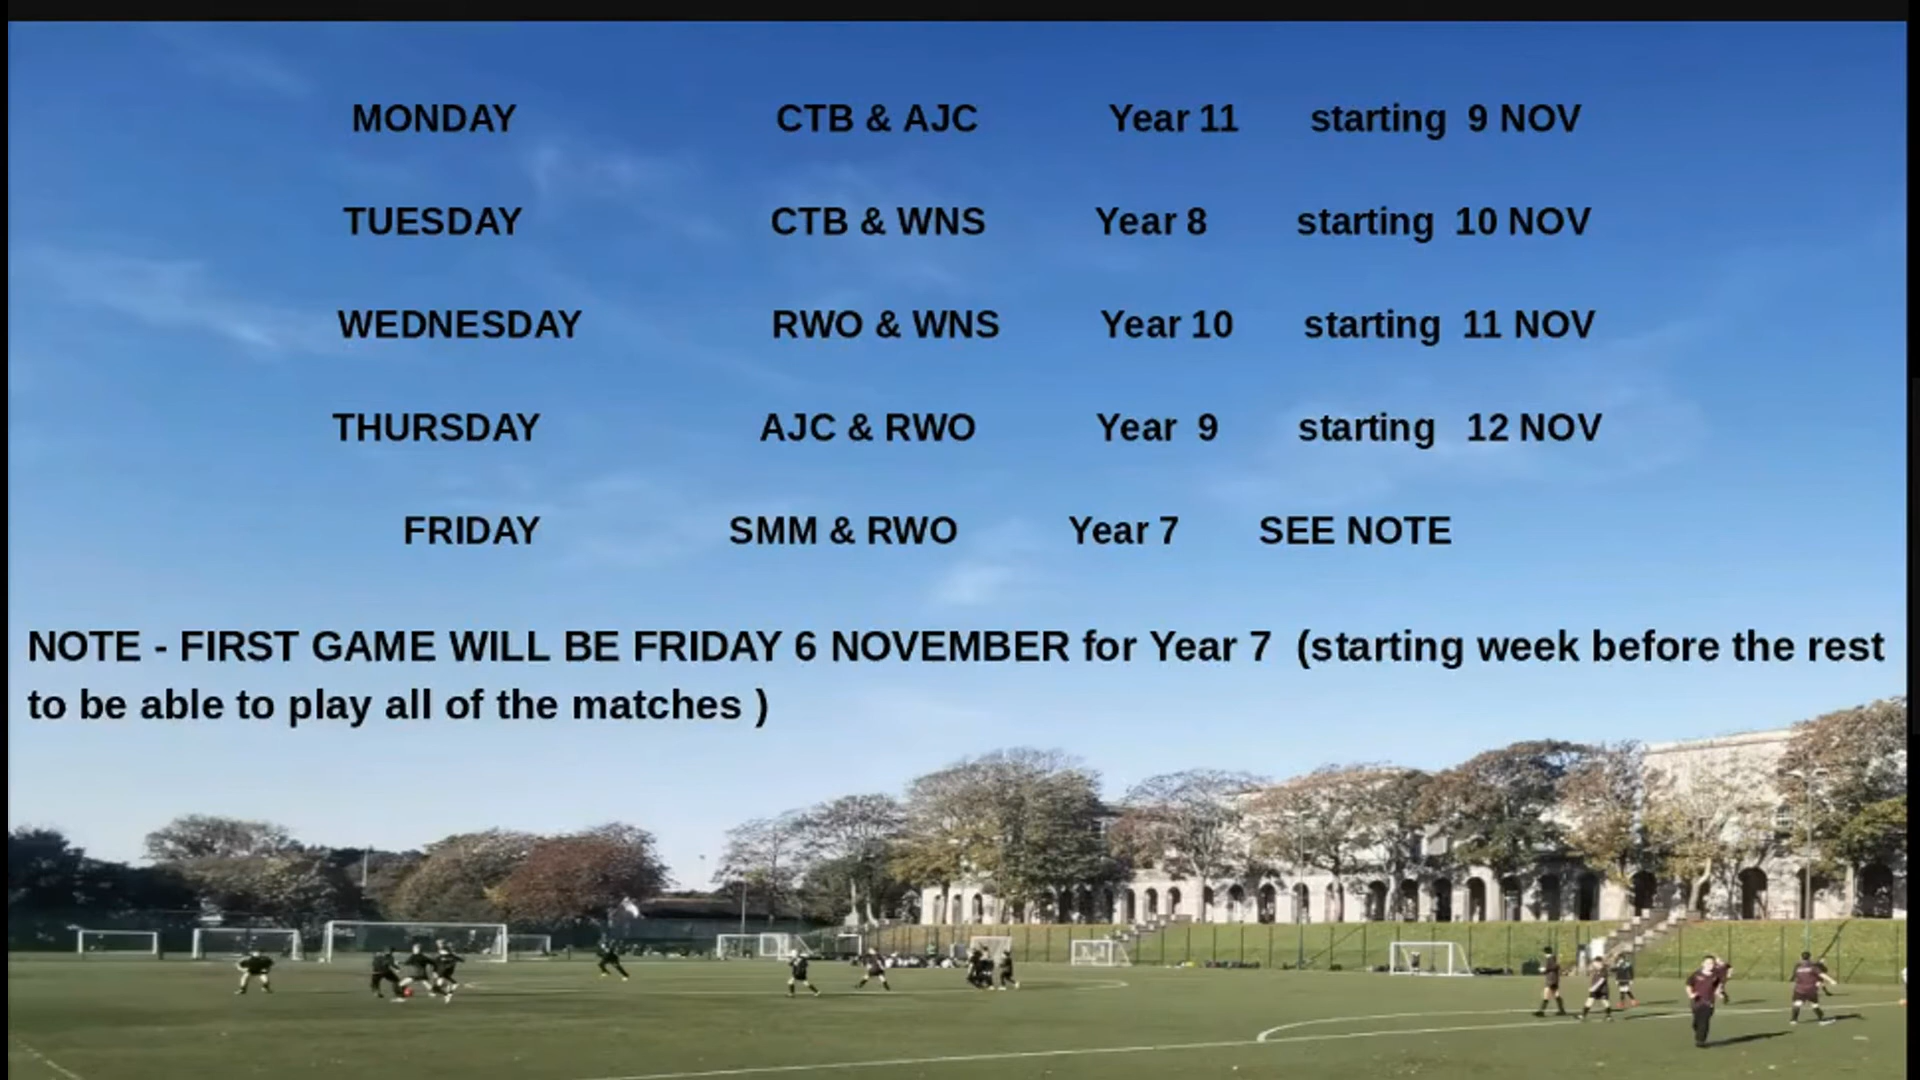 MONDAY CTB & AJC Year 11 starting 9 NOV
TUESDAY CTB & WNS Year 8 starting 10 NOV
WEDNESDAY RWO & WNS Year 10 starting 11 NOV
THURSDAY AJC & RWO Year 9 starting 12 NOV
FRIDAY SMM & RWO Year 7 SEE NOTE
NOTE - FIRST GAME WILL BE FRIDAY 6 NOVEMBER for Year 7 (starting week before the rest
to be able to play all of the matches )